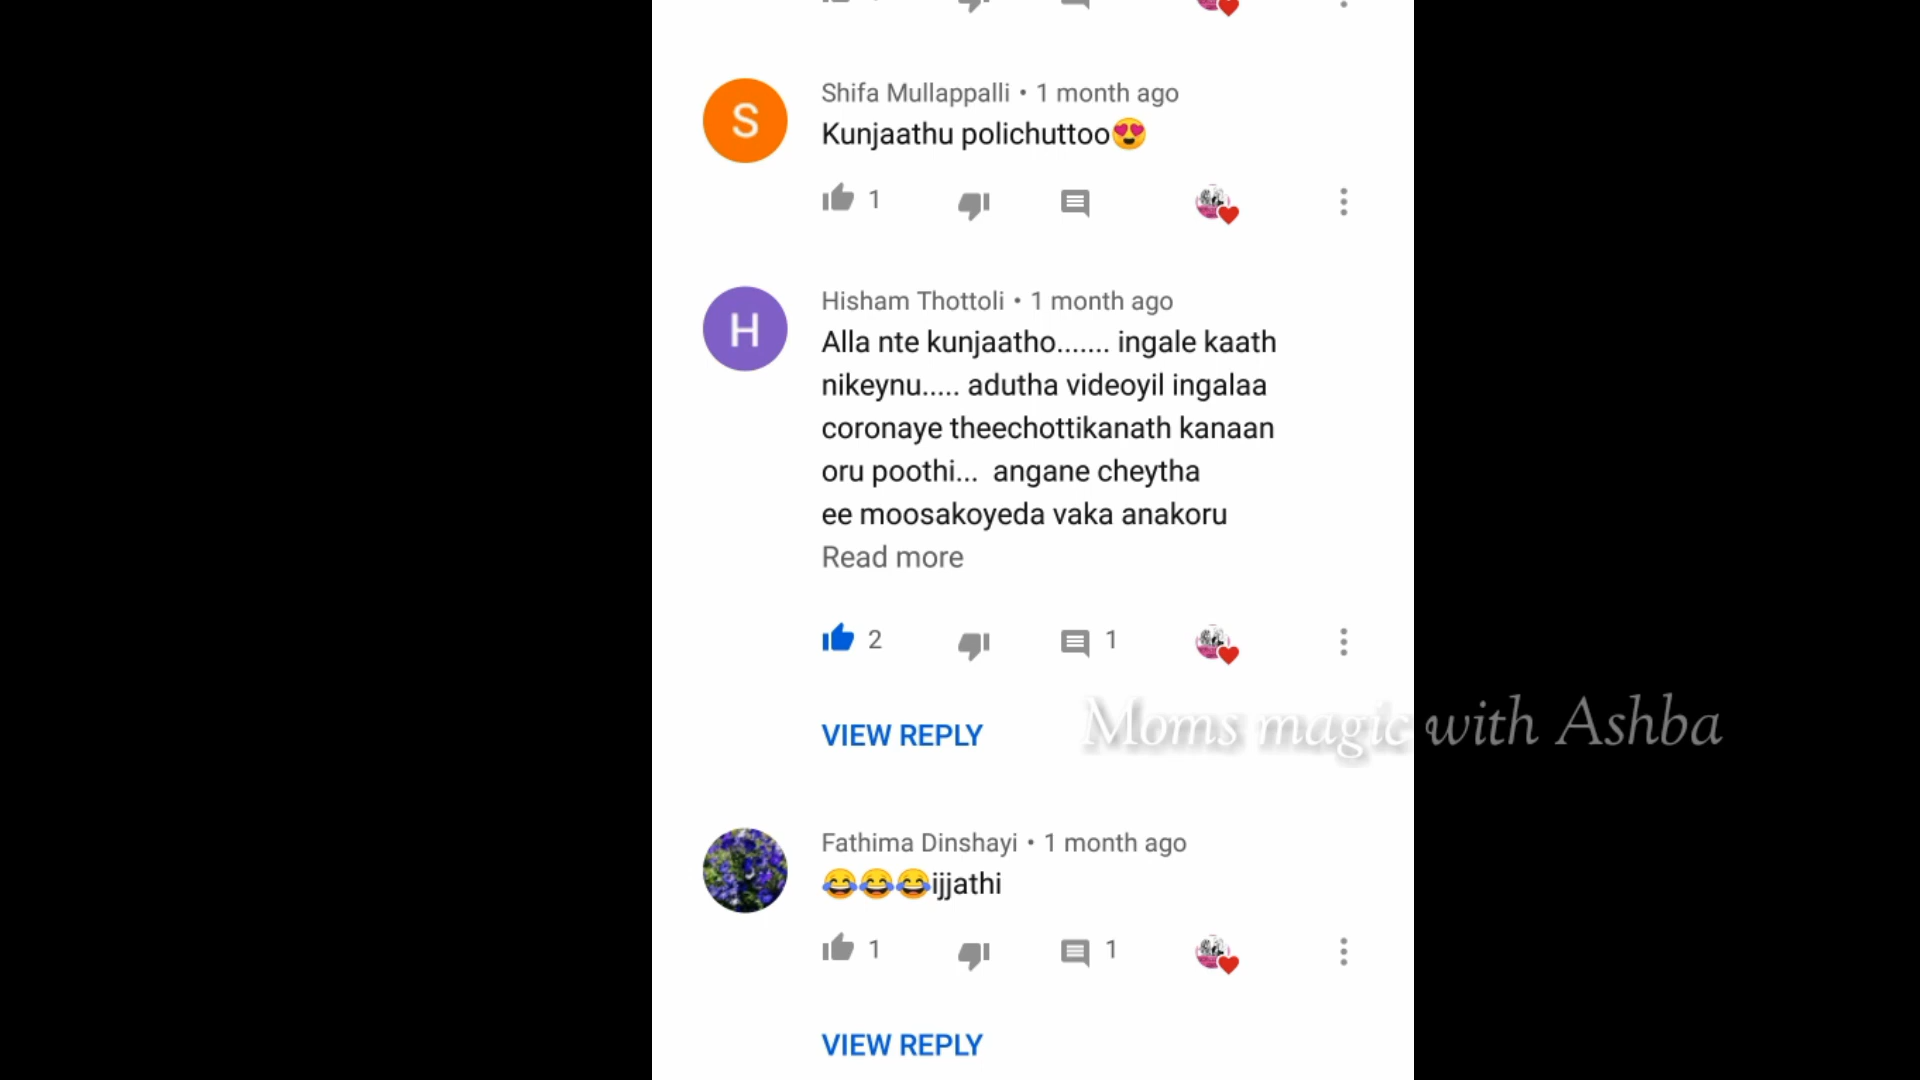 Shifa Mullappalli • 1 month ago
S
Kunjaathu polichuttoo😍
1
Hisham Thottoli • 1 month ago
H
Alla nte kunjaatho....... ingale kaath
nikeynu..... adutha videoyil ingalaa
coronaye theechottikanath kanaan
oru poothi...  angane cheytha
ee moosakoyeda vaka anakoru
Read more
2 1
VIEW REPLY
Moms magic with Ashba
Fathima Dinshayi • 1 month ago
😂😂😂ijjathi
1 1
VIEW REPLY